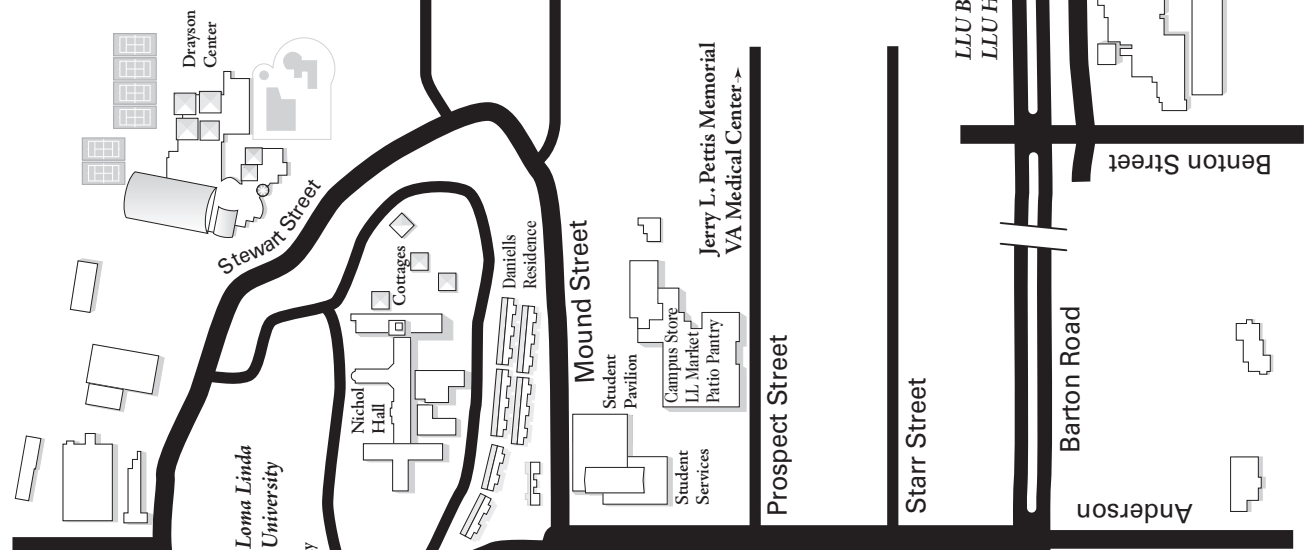 Drayson
Center
Stewart Street
Cottages
Daniells
Residence
Nichol
Hall
Loma Linda
University
y
Mound Street
Student
Pavilion
Campus Store
LL Market
Patio Pantry
Student
Services
Jerry L. Pettis Memorial
VA Medical Center→
Prospect Street
Starr Street
LLU B
LLU H
Benton Street
Barton Road
Anderson